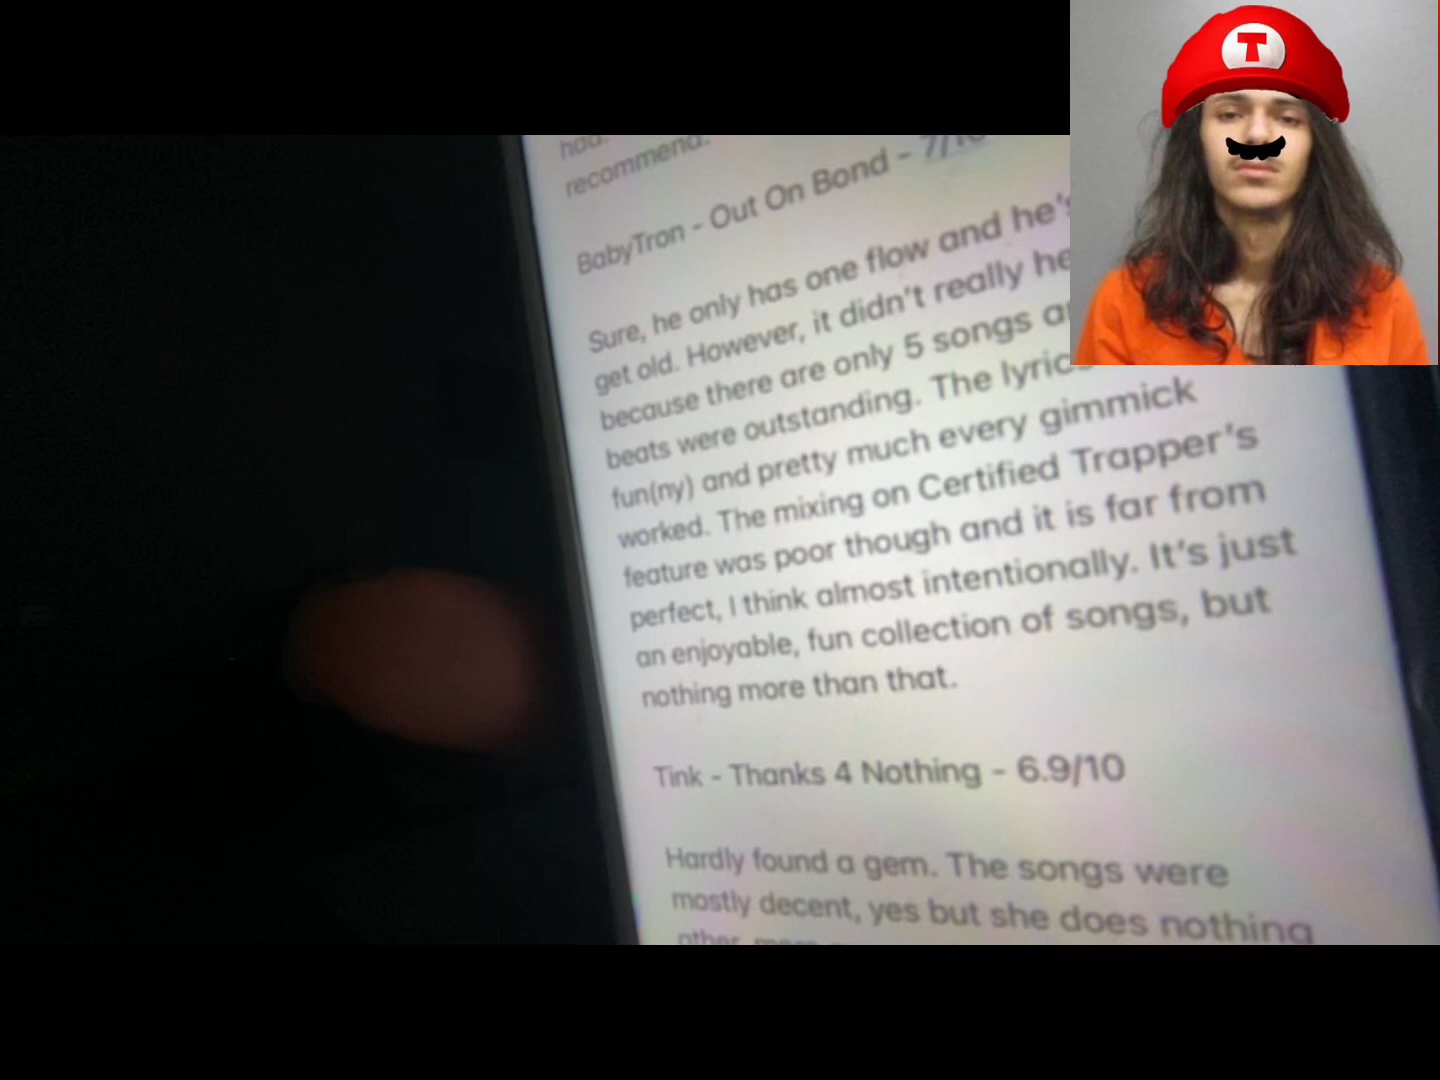 had.
recommend.
BabyTron - Out On Bond - 7/10
Sure, he only has one flow and he's
get old. However, it didn't really he
because there are only 5 songs
beats were outstanding. The lyric
fun(ny) and pretty much every gimmick
worked. The mixing on Certified Trapper's
feature was poor though and it is far from
perfect, I think almost intentionally. It's just
an enjoyable, fun collection of songs, but
nothing more than that.
Tink - Thanks 4 Nothing - 6.9/10
Hardly found a gem. The songs were
mostly decent, yes but she does nothing
T